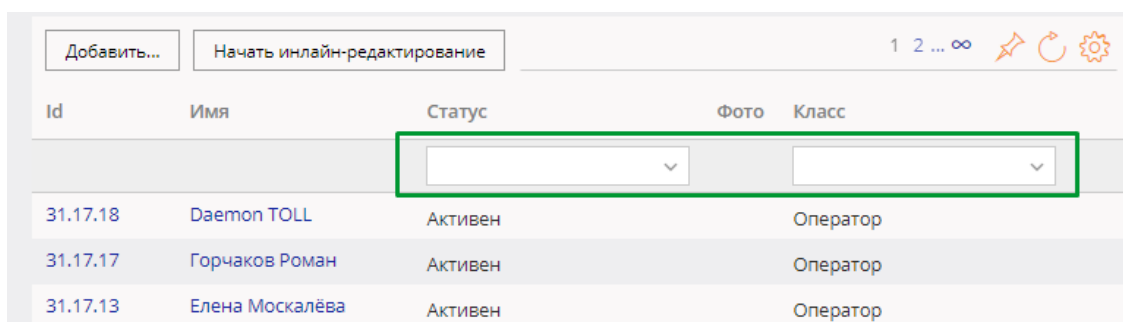 Добавить... Начать инлайн-редактирование 1 2 ... ∞
Id Имя Статус Фото Класс
31.17.18 Daemon TOLL Активен Оператор
31.17.17 Горчаков Роман Активен Оператор
31.17.13 Елена Москалёва Активен Оператор